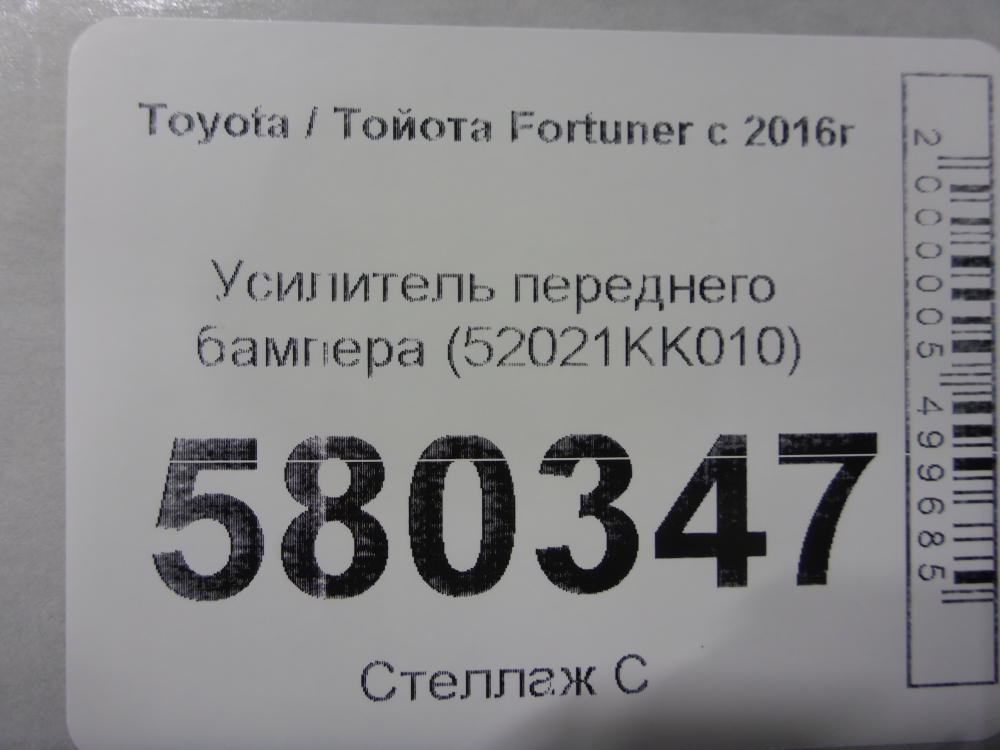 Toyota / Тойота Fortuner с 2016г
Усилитель переднего
бампера (52021KK010)
580347
Стеллаж С
2000005499685